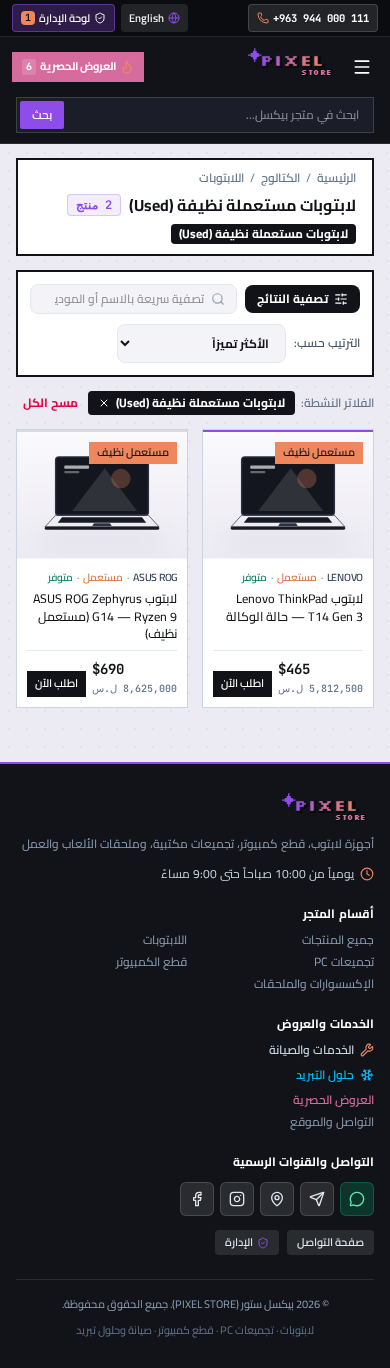 +963 944 000 111
English
لوحة الإدارة 1
PIXEL
STORE
العروض الحصرية 6
ابحث في متجر بيكسل...
بحث
الرئيسية / الكتالوج / اللابتوبات
لابتوبات مستعملة نظيفة (Used)
2 منتج
لابتوبات مستعملة نظيفة (Used)
تصفية النتائج
تصفية سريعة بالاسم أو المودي
الترتيب حسب:
الأكثر تميزاً
الفلاتر النشطة:
لابتوبات مستعملة نظيفة (Used)
مسح الكل
مستعمل نظيف
LENOVO · مستعمل · متوفر
لابتوب Lenovo ThinkPad
T14 Gen 3 — حالة الوكالة
$465
5,812,500 ل.س
اطلب الآن
مستعمل نظيف
ASUS ROG · مستعمل · متوفر
لابتوب ASUS ROG Zephyrus
G14 — Ryzen 9 (مستعمل
نظيف)
$690
8,625,000 ل.س
اطلب الآن
PIXEL
STORE
أجهزة لابتوب، قطع كمبيوتر، تجميعات مكتبية، وملحقات الألعاب والعمل
يومياً من 10:00 صباحاً حتى 9:00 مساءً
أقسام المتجر
جميع المنتجات
اللابتوبات
تجميعات PC
قطع الكمبيوتر
الإكسسوارات والملحقات
الخدمات والعروض
الخدمات والصيانة
حلول التبريد
العروض الحصرية
التواصل والموقع
التواصل والقنوات الرسمية
صفحة التواصل
الإدارة
© 2026 بيكسل ستور (PIXEL STORE). جميع الحقوق محفوظة.
لابتوبات · تجميعات PC · قطع كمبيوتر · صيانة وحلول تبريد